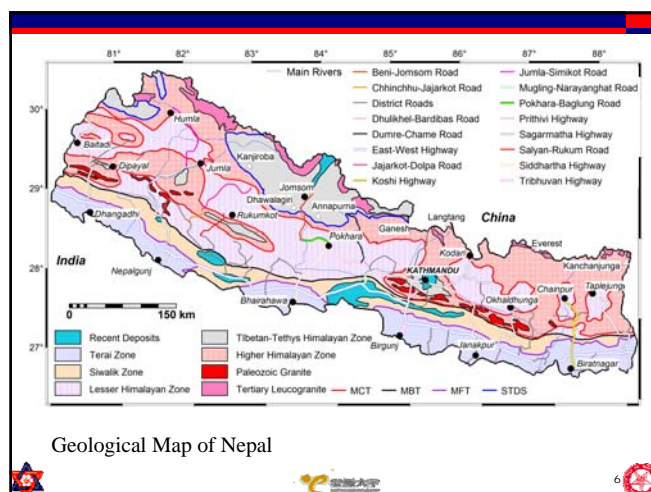 81°
82°
83°
84°
85°
86°
87°
88°
30°
29°
28°
27°
Main Rivers
Beni-Jomsom Road
Chhinchhu-Jajarkot Road
District Roads
Dhulikhel-Bardibas Road
Dumre-Chame Road
East-West Highway
Jajarkot-Dolpa Road
Koshi Highway
Jumla-Simikot Road
Mugling-Narayanghat Road
Pokhara-Baglung Road
Prithivi Highway
Sagarmatha Highway
Salyan-Rukum Road
Siddhartha Highway
Tribhuvan Highway
Humla
Baitadi
Dipayal
Jumla
Kanjiroba
Jomsom
Dhawalagiri
Annapurna
Rukumkot
Dhangadhi
Pokhara
Ganesh
Langtang
China
Kodari
Everest
Kanchanjunga
India
Nepalgunj
KATHMANDU
Chainpur
Taplejung
Okhaldhunga
Bhairahawa
0
150 km
Birgunj
Janakpur
Biratnagar
Recent Deposits
Terai Zone
Siwalik Zone
Lesser Himalayan Zone
TIbetan-Tethys Himalayan Zone
Higher Himalayan Zone
Paleozoic Granite
Tertiary Leucogranite
MCT
MBT
MFT
STDS
Geological Map of Nepal
6